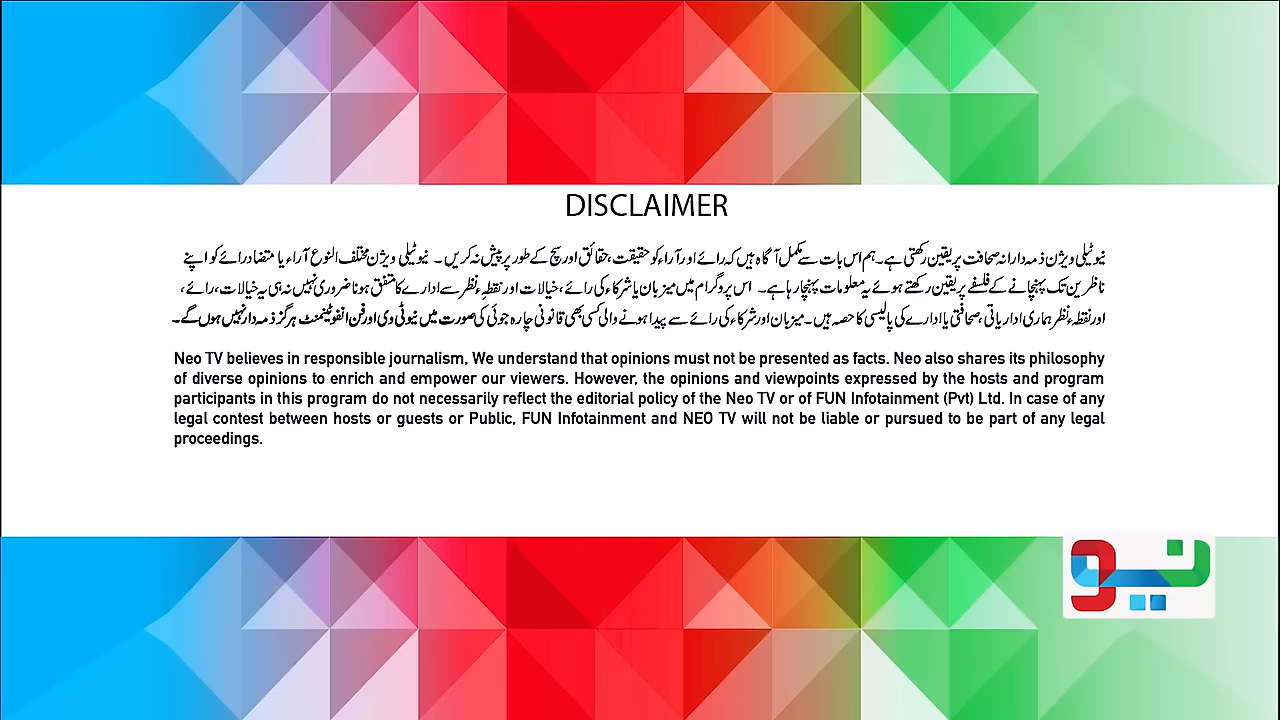 DISCLAIMER
نیو ٹیلی ویژن ذمہ دارانہ صحافت پر یقین رکھتی ہے۔ ہم اس بات سے مکمل آگاہ ہیں کہ رائے اور آراء کو حقیقت، حقائق اور سچ کے طور پر پیش نہ کریں ۔ نیو ٹیلی ویژن مختلف النوع آراء یا متضاد رائے کو اپنے
ناظرین تک پہنچانے کے فلسفے پر یقین رکھتے ہوئے یہ معلومات پہنچا رہا ہے۔ اس پروگرام میں میزبان یا شرکاء کی رائے، خیالات اور نقطہءنظر سے ادارے کا متفق ہونا ضروری نہیں نہ ہی یہ خیالات، رائے،
اور نقطہءنظر ہماری اداریاتی، صحافتی یا ادارے کی پالیسی کا حصہ ہیں۔ میزبان اور شرکاء کی رائے سے پیدا ہونے والی کسی بھی قانونی چارہ جوئی کی صورت میں نیو ٹی وی اور فن انفوٹینمنٹ ہرگز ذمہ دار نہیں ہوں گے۔
Neo TV believes in responsible journalism, We understand that opinions must not be presented as facts. Neo also shares its philosophy
of diverse opinions to enrich and empower our viewers. However, the opinions and viewpoints expressed by the hosts and program
participants in this program do not necessarily reflect the editorial policy of the Neo TV or of FUN Infotainment (Pvt) Ltd. In case of any
legal contest between hosts or guests or Public, FUN Infotainment and NEO TV will not be liable or pursued to be part of any legal
proceedings.
نیو